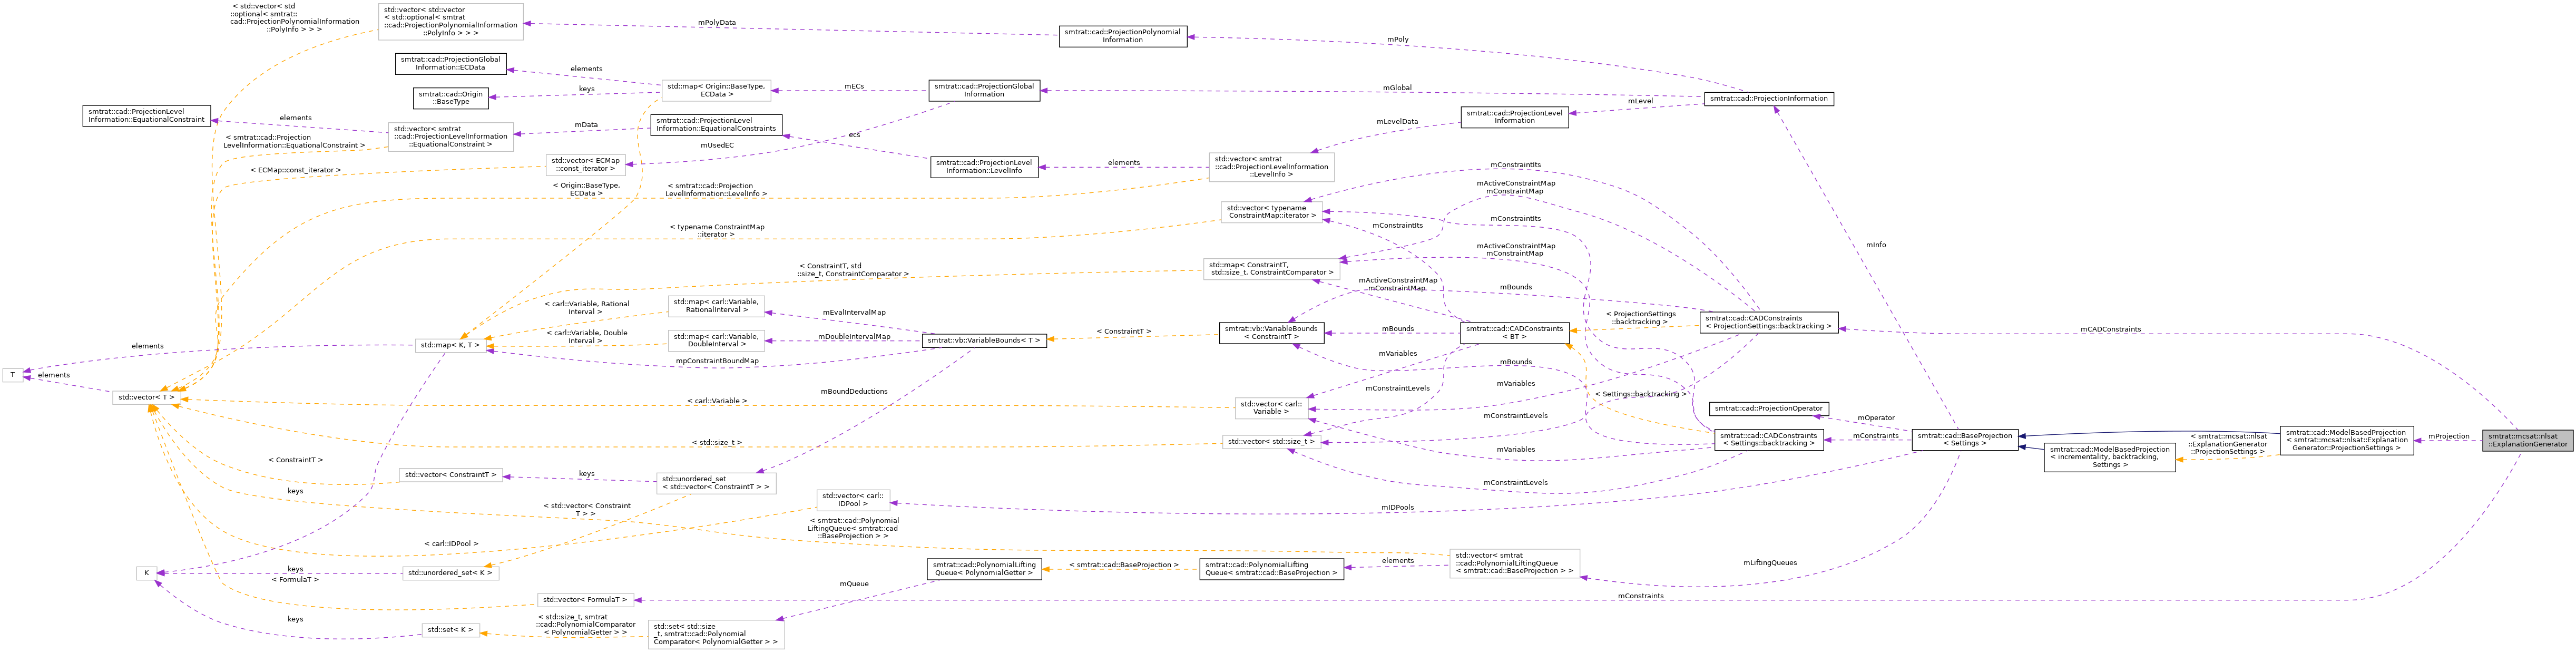 < std::vector< std
::optional< smtrat::
cad::ProjectionPolynomialInformation
::PolyInfo > > >
std::vector< std::vector
< std::optional< smtrat
::cad::ProjectionPolynomialInformation
::PolyInfo > > >
mPolyData
smtrat::cad::ProjectionPolynomial
Information
mPoly
smtrat::cad::ProjectionGlobal
Information::ECData
elements
smtrat::cad::Origin
::BaseType
keys
std::map< Origin::BaseType,
ECData >
mECs
smtrat::cad::ProjectionGlobal
Information
mGlobal
smtrat::cad::ProjectionInformation
smtrat::cad::ProjectionLevel
Information::EquationalConstraint
elements
std::vector< smtrat
::cad::ProjectionLevelInformation
::EquationalConstraint >
mData
smtrat::cad::ProjectionLevel
Information::EquationalConstraints
ecs
mLevelData
smtrat::cad::ProjectionLevel
Information
mLevel
< smtrat::cad::Projection
LevelInformation::EquationalConstraint >
mUsedEC
std::vector< ECMap
::const_iterator >
< ECMap::const_iterator >
smtrat::cad::ProjectionLevel
Information::LevelInfo
elements
std::vector< smtrat
::cad::ProjectionLevelInformation
::LevelInfo >
< Origin::BaseType,
ECData >
< smtrat::cad::Projection
LevelInformation::LevelInfo >
mConstraintIts
mActiveConstraintMap
mConstraintMap
std::vector< typename
ConstraintMap::iterator >
mConstraintIts
mConstraintIts
< typename ConstraintMap
::iterator >
mInfo
mActiveConstraintMap
mConstraintMap
< ConstraintT, std
::size_t, ConstraintComparator >
std::map< ConstraintT,
std::size_t, ConstraintComparator >
mActiveConstraintMap
mConstraintMap
mBounds
< carl::Variable, Rational
Interval >
std::map< carl::Variable,
RationalInterval >
mEvalIntervalMap
< carl::Variable, Double
Interval >
std::map< carl::Variable,
DoubleInterval >
mDoubleIntervalMap
smtrat::vb::VariableBounds< T >
< ConstraintT >
smtrat::vb::VariableBounds
< ConstraintT >
mBounds
smtrat::cad::CADConstraints
< BT >
< ProjectionSettings
::backtracking >
smtrat::cad::CADConstraints
< ProjectionSettings::backtracking >
mCADConstraints
elements
std::map< K, T >
mpConstraintBoundMap
mVariables
mBounds
T
elements
std::vector< T >
mBoundDeductions
mConstraintLevels
mVariables
< Settings::backtracking >
< carl::Variable >
std::vector< carl::
Variable >
mConstraintLevels
smtrat::cad::ProjectionOperator
mOperator
< std::size_t >
std::vector< std::size_t >
mVariables
smtrat::cad::CADConstraints
< Settings::backtracking >
mConstraints
smtrat::cad::BaseProjection
< Settings >
smtrat::cad::ModelBasedProjection
< incrementality, backtracking,
Settings >
< smtrat::mcsat::nlsat
::ExplanationGenerator
::ProjectionSettings >
smtrat::cad::ModelBasedProjection
< smtrat::mcsat::nlsat::Explanation
Generator::ProjectionSettings >
mProjection
smtrat::mcsat::nlsat
::ExplanationGenerator
< ConstraintT >
std::vector< ConstraintT >
keys
std::unordered_set
< std::vector< ConstraintT > >
mConstraintLevels
keys
< std::vector< Constraint
T > >
std::vector< carl::
IDPool >
mIDPools
< smtrat::cad::Polynomial
LiftingQueue< smtrat::cad
::BaseProjection > >
< carl::IDPool >
K
keys
std::unordered_set< K >
< FormulaT >
smtrat::cad::PolynomialLifting
Queue< PolynomialGetter >
< smtrat::cad::BaseProjection >
smtrat::cad::PolynomialLifting
Queue< smtrat::cad::BaseProjection >
elements
std::vector< smtrat
::cad::PolynomialLiftingQueue
< smtrat::cad::BaseProjection > >
mLiftingQueues
mQueue
std::vector< FormulaT >
mConstraints
keys
std::set< K >
< std::size_t, smtrat
::cad::PolynomialComparator
< PolynomialGetter > >
std::set< std::size
_t, smtrat::cad::Polynomial
Comparator< PolynomialGetter > >